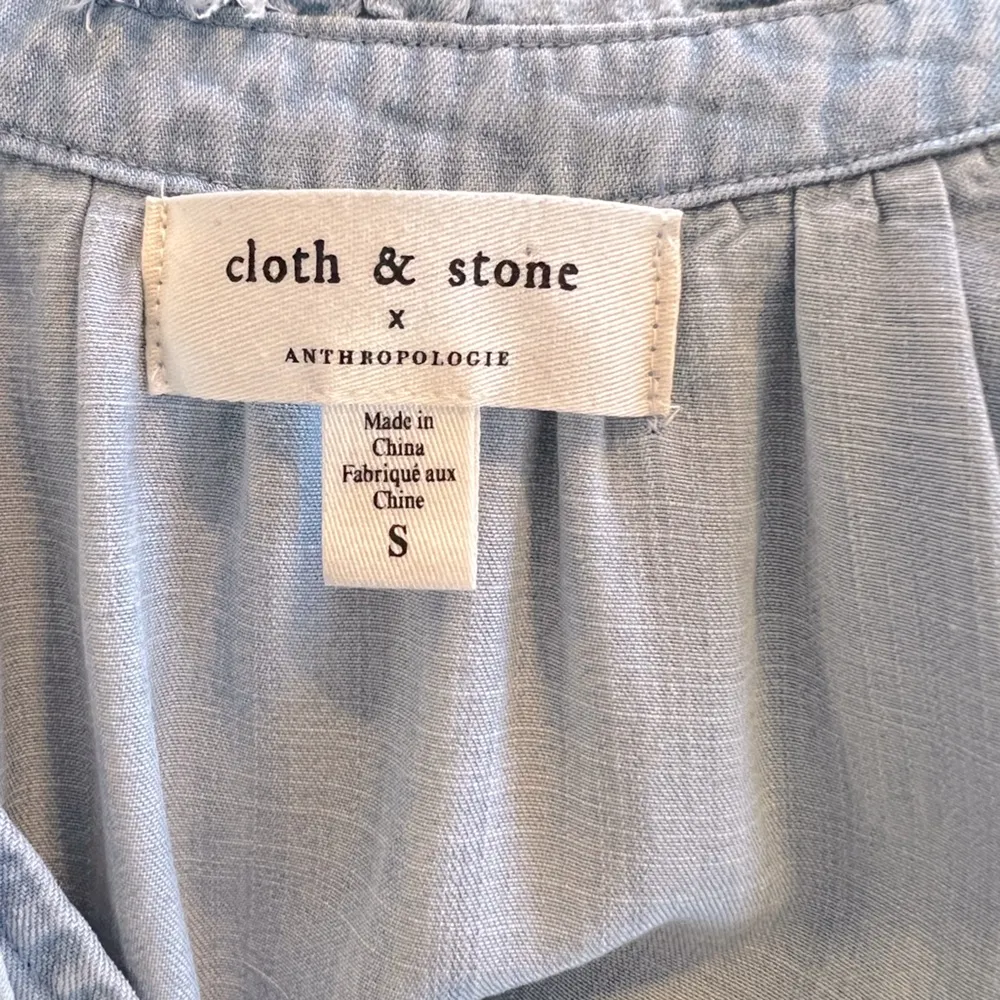 cloth & stone
x
ANTHROPOLOGIE
Made in
China
Fabriqué aux
Chine
S